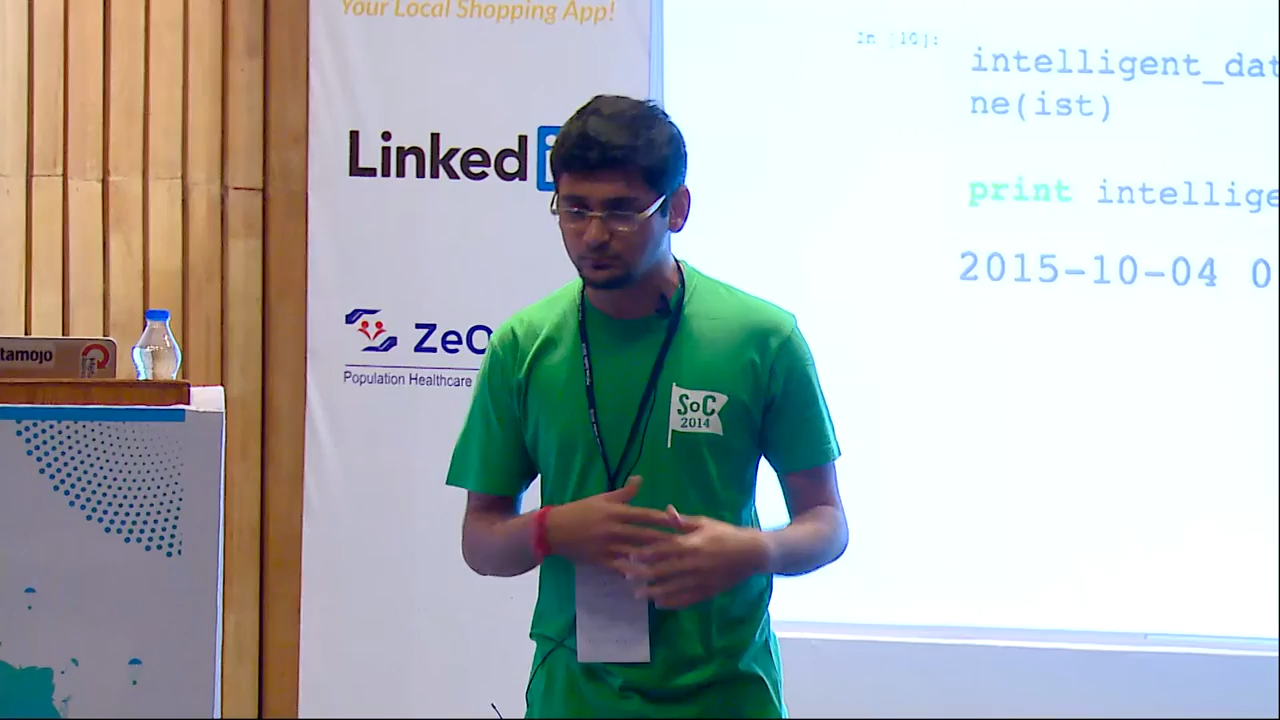 Your Local Shopping App!
Linked
ZeO
Population Healthcare
tamojo
SoC
2014
In [10]:
intelligent_dat
ne(ist)
print intellige
2015-10-04 0